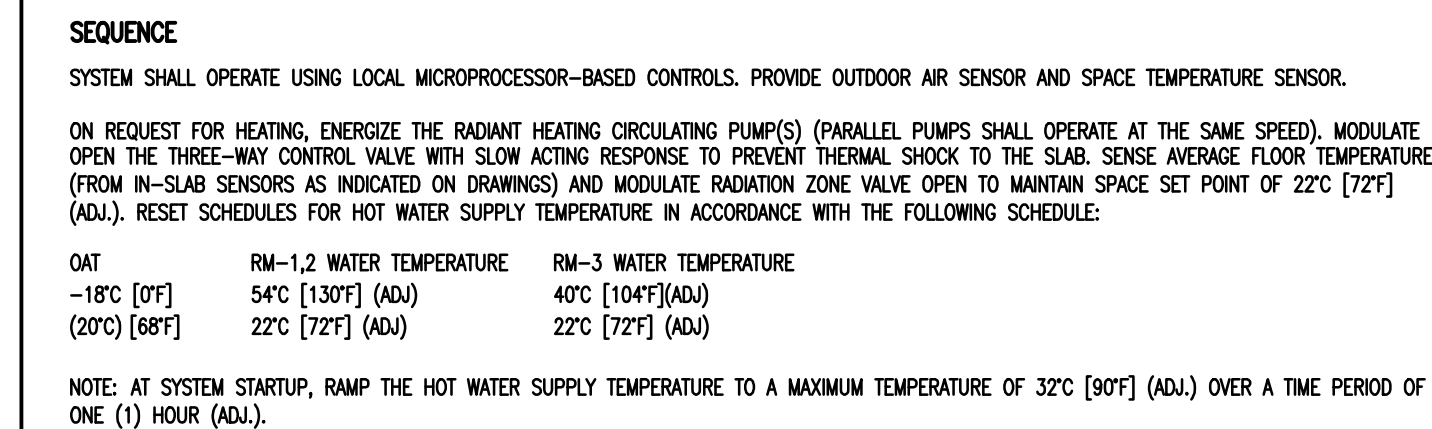 SEQUENCE
SYSTEM SHALL OPERATE USING LOCAL MICROPROCESSOR-BASED CONTROLS. PROVIDE OUTDOOR AIR SENSOR AND SPACE TEMPERATURE SENSOR.
ON REQUEST FOR HEATING, ENERGIZE THE RADIANT HEATING CIRCULATING PUMP(S) (PARALLEL PUMPS SHALL OPERATE AT THE SAME SPEED). MODULATE
OPEN THE THREE-WAY CONTROL VALVE WITH SLOW ACTING RESPONSE TO PREVENT THERMAL SHOCK TO THE SLAB. SENSE AVERAGE FLOOR TEMPERATURE
(FROM IN-SLAB SENSORS AS INDICATED ON DRAWINGS) AND MODULATE RADIATION ZONE VALVE OPEN TO MAINTAIN SPACE SET POINT OF 22°C [72°F]
(ADJ.). RESET SCHEDULES FOR HOT WATER SUPPLY TEMPERATURE IN ACCORDANCE WITH THE FOLLOWING SCHEDULE:
OAT RM-1,2 WATER TEMPERATURE RM-3 WATER TEMPERATURE
-18°C [0°F] 54°C [130°F] (ADJ) 40°C [104°F](ADJ)
(20°C) [68°F] 22°C [72°F] (ADJ) 22°C [72°F] (ADJ)
NOTE: AT SYSTEM STARTUP, RAMP THE HOT WATER SUPPLY TEMPERATURE TO A MAXIMUM TEMPERATURE OF 32°C [90°F] (ADJ.) OVER A TIME PERIOD OF
ONE (1) HOUR (ADJ.).